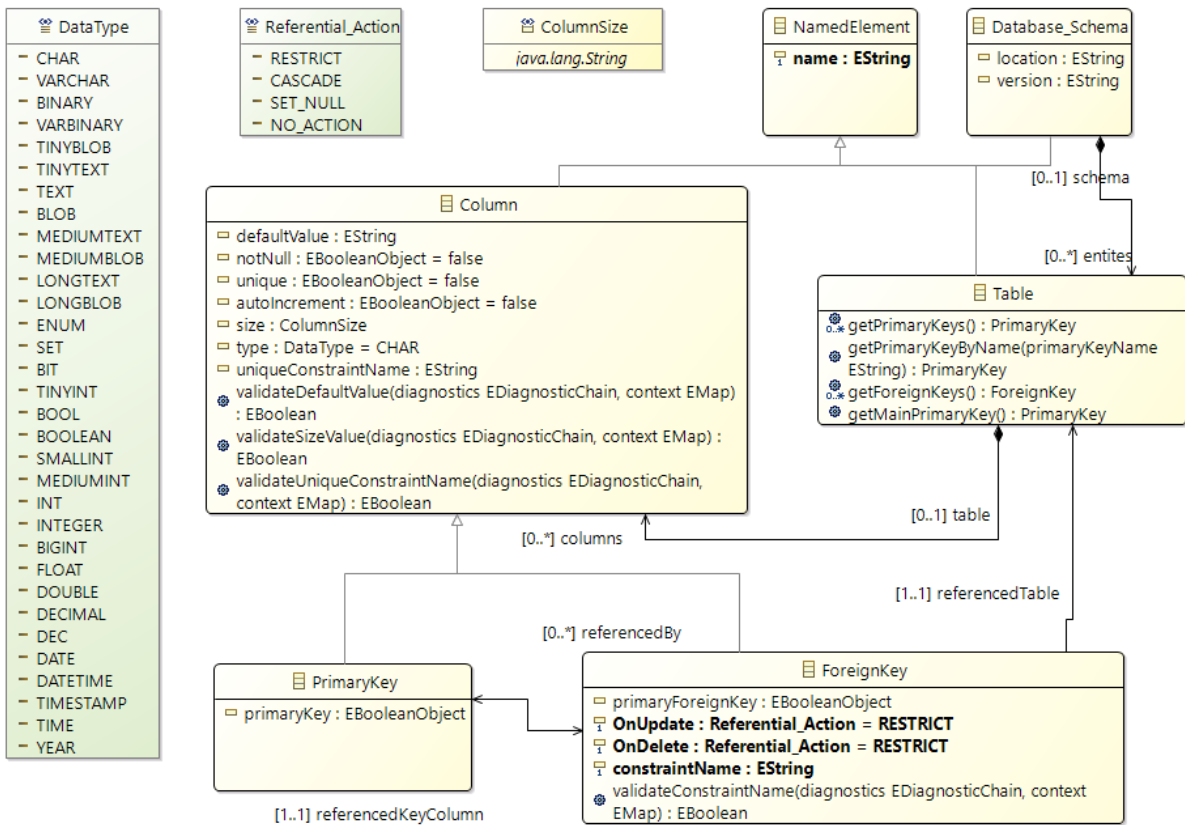 DataType
CHAR
VARCHAR
BINARY
VARBINARY
TINYBLOB
TINYTEXT
TEXT
BLOB
MEDIUMTEXT
MEDIUMBLOB
LONGTEXT
LONGBLOB
ENUM
SET
BIT
TINYINT
BOOL
BOOLEAN
SMALLINT
MEDIUMINT
INT
INTEGER
BIGINT
FLOAT
DOUBLE
DECIMAL
DEC
DATE
DATETIME
TIMESTAMP
TIME
YEAR
Referential_Action
RESTRICT
CASCADE
SET_NULL
NO_ACTION
ColumnSize
java.lang.String
NamedElement
1 name : EString
Database_Schema
location : EString
version : EString
[0..1] schema
[0..*] entites
Column
defaultValue : EString
notNull : EBooleanObject = false
unique : EBooleanObject = false
autoIncrement : EBooleanObject = false
size : ColumnSize
type : DataType = CHAR
uniqueConstraintName : EString
validateDefaultValue(diagnostics EDiagnosticChain, context EMap)
: EBoolean
validateSizeValue(diagnostics EDiagnosticChain, context EMap) :
EBoolean
validateUniqueConstraintName(diagnostics EDiagnosticChain,
context EMap) : EBoolean
Table
0..* getPrimaryKeys() : PrimaryKey
getPrimaryKeyByName(primaryKeyName
EString) : PrimaryKey
0..* getForeignKeys() : ForeignKey
getMainPrimaryKey() : PrimaryKey
[0..1] table
[0..*] columns
[1..1] referencedTable
[0..*] referencedBy
PrimaryKey
primaryKey : EBooleanObject
[1..1] referencedKeyColumn
ForeignKey
primaryForeignKey : EBooleanObject
1 OnUpdate : Referential_Action = RESTRICT
1 OnDelete : Referential_Action = RESTRICT
1 constraintName : EString
validateConstraintName(diagnostics EDiagnosticChain, context
EMap) : EBoolean